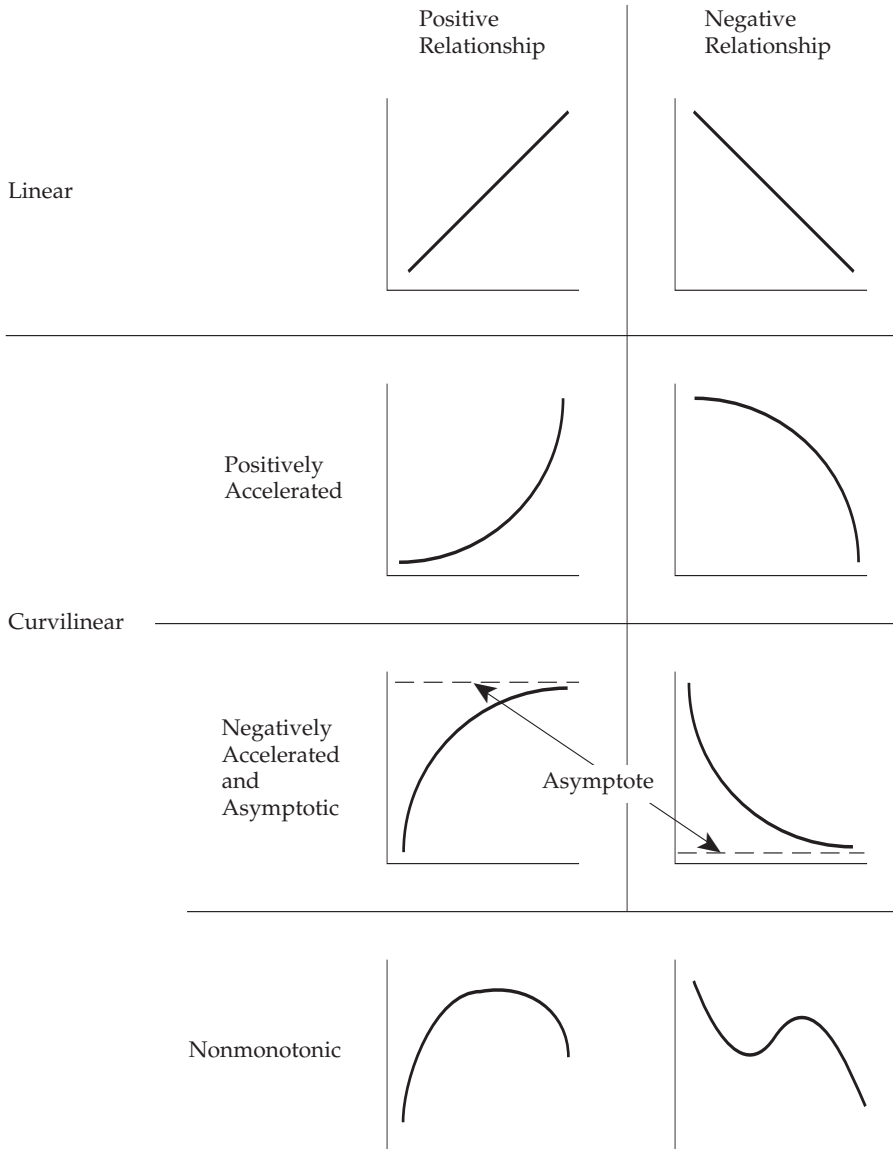 Positive
Relationship
Negative
Relationship
Linear
Positively
Accelerated
Curvilinear
Negatively
Accelerated
and
Asymptotic
Asymptote
Nonmonotonic